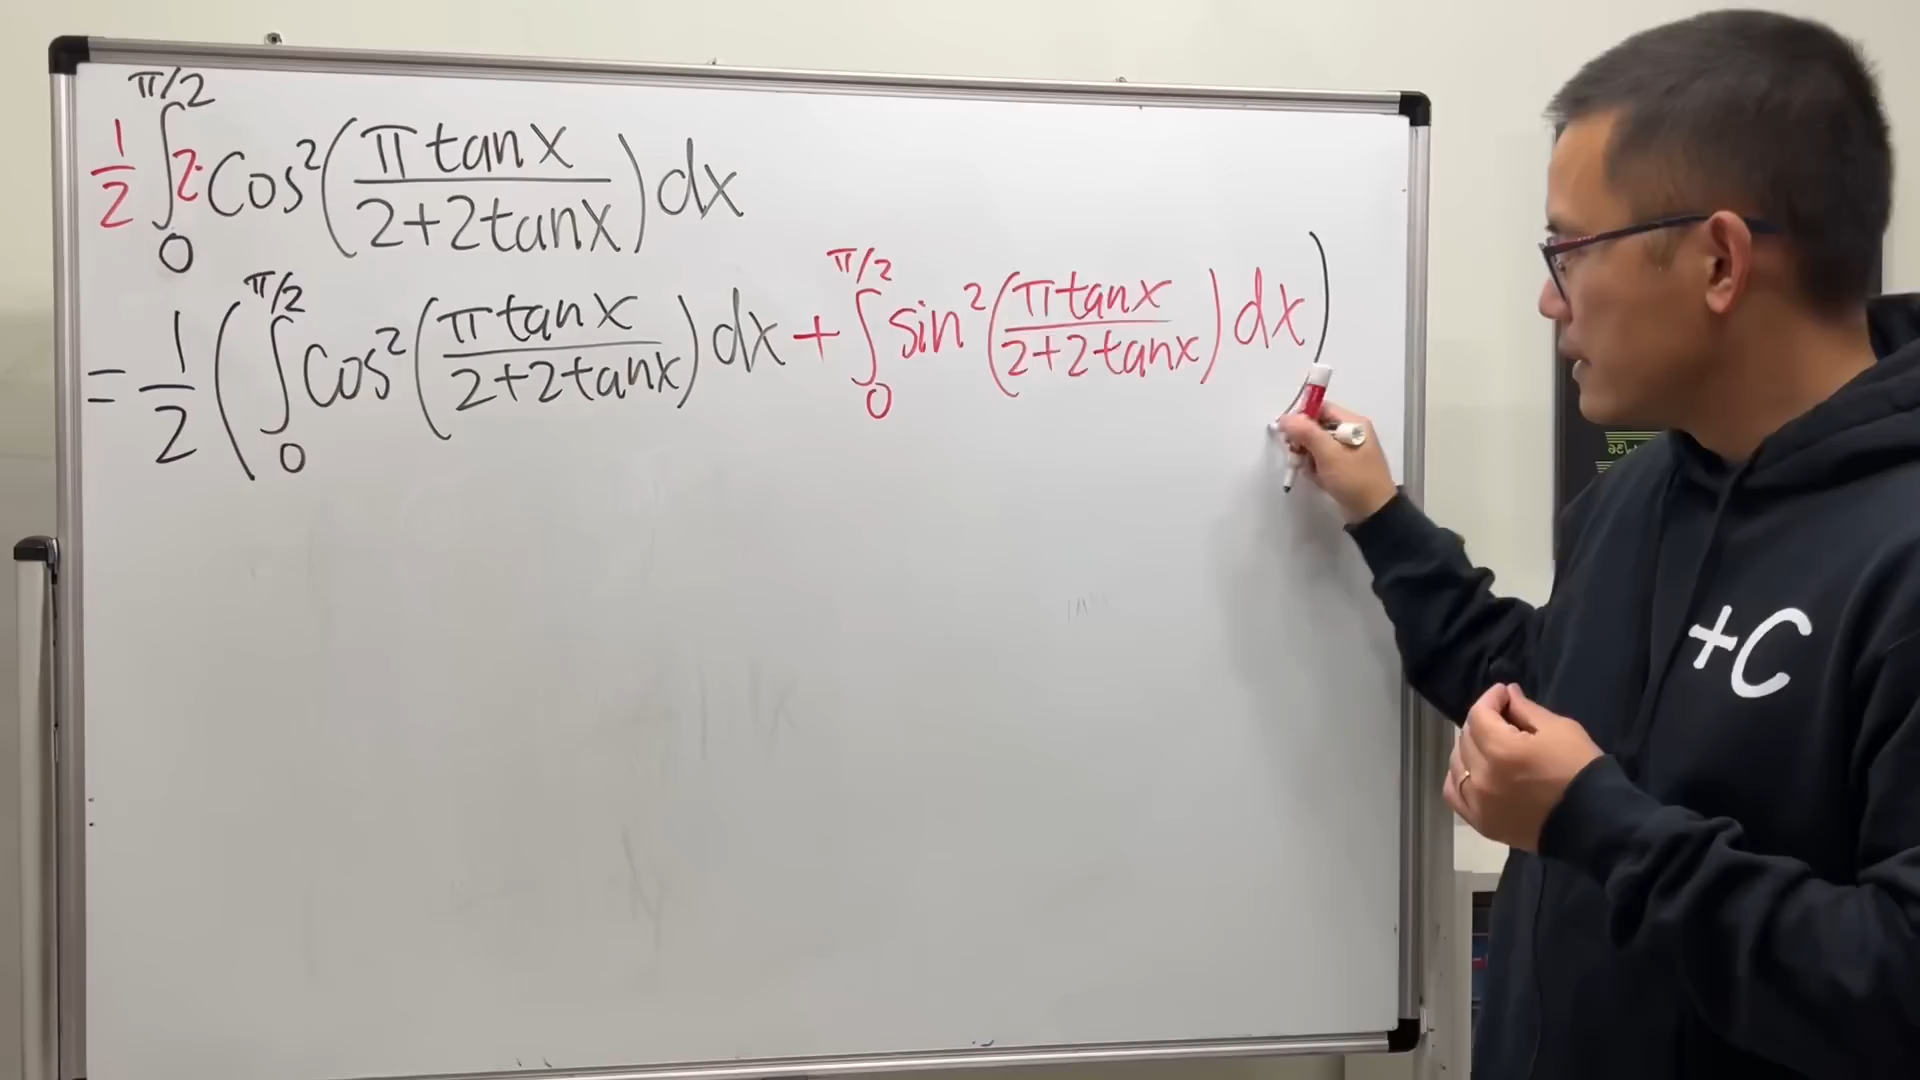 1/2 ∫₀^π/2 2·cos²(π tan x / 2+2tan x) dx
= 1/2 ( ∫₀^π/2 cos²(π tan x / 2+2tan x) dx + ∫₀^π/2 sin²(π tan x / 2+2tan x) dx )
+C